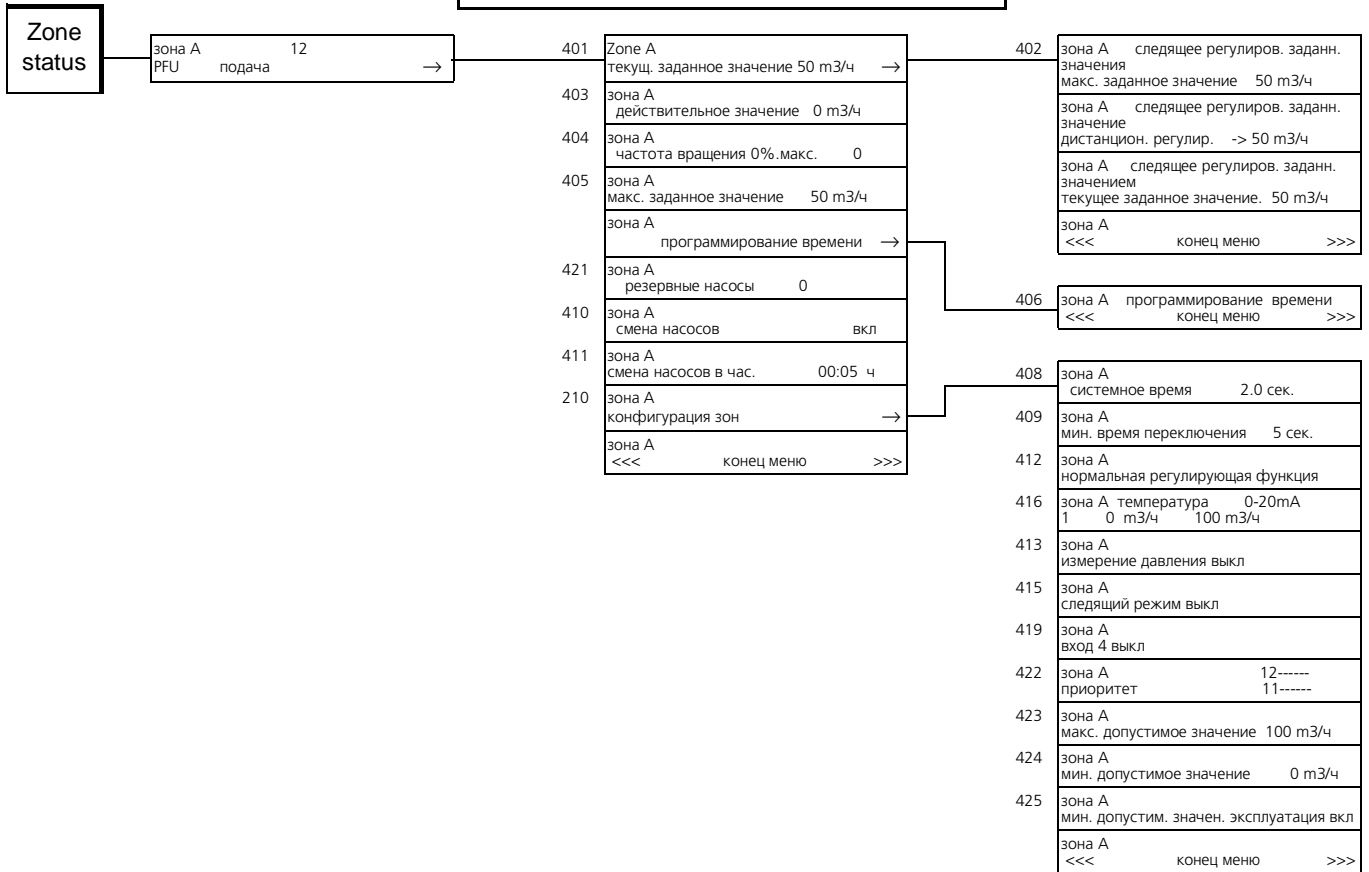 Zone
status
зона А 12
PFU подача →
401 Zone A
текущ. заданное значение 50 m3/ч →
403 зона А
действительное значение 0 m3/ч
404 зона А
частота вращения 0%.макс. 0
405 зона А
макс. заданное значение 50 m3/ч
зона А
программирование времени →
421 зона А
резервные насосы 0
410 зона А
смена насосов вкл
411 зона А
смена насосов в час. 00:05 ч
210 зона А
конфигурация зон →
зона А
<<< конец меню >>>
402 зона А следящее регулиров. заданн.
значения
макс. заданное значение 50 m3/ч
зона А следящее регулиров. заданн.
значение
дистанцион. регулир. -> 50 m3/ч
зона А следящее регулиров. заданн.
значением
текущее заданное значение. 50 m3/ч
зона А
<<< конец меню >>>
406 зона А программирование времени
<<< конец меню >>>
408 зона А
системное время 2.0 сек.
409 зона А
мин. время переключения 5 сек.
412 зона А
нормальная регулирующая функция
416 зона А температура 0-20mA
1 0 m3/ч 100 m3/ч
413 зона А
измерение давления выкл
415 зона А
следящий режим выкл
419 зона А
вход 4 выкл
422 зона А 12------
приоритет 11------
423 зона А
макс. допустимое значение 100 m3/ч
424 зона А
мин. допустимое значение 0 m3/ч
425 зона А
мин. допустим. значен. эксплуатация вкл
зона А
<<< конец меню >>>